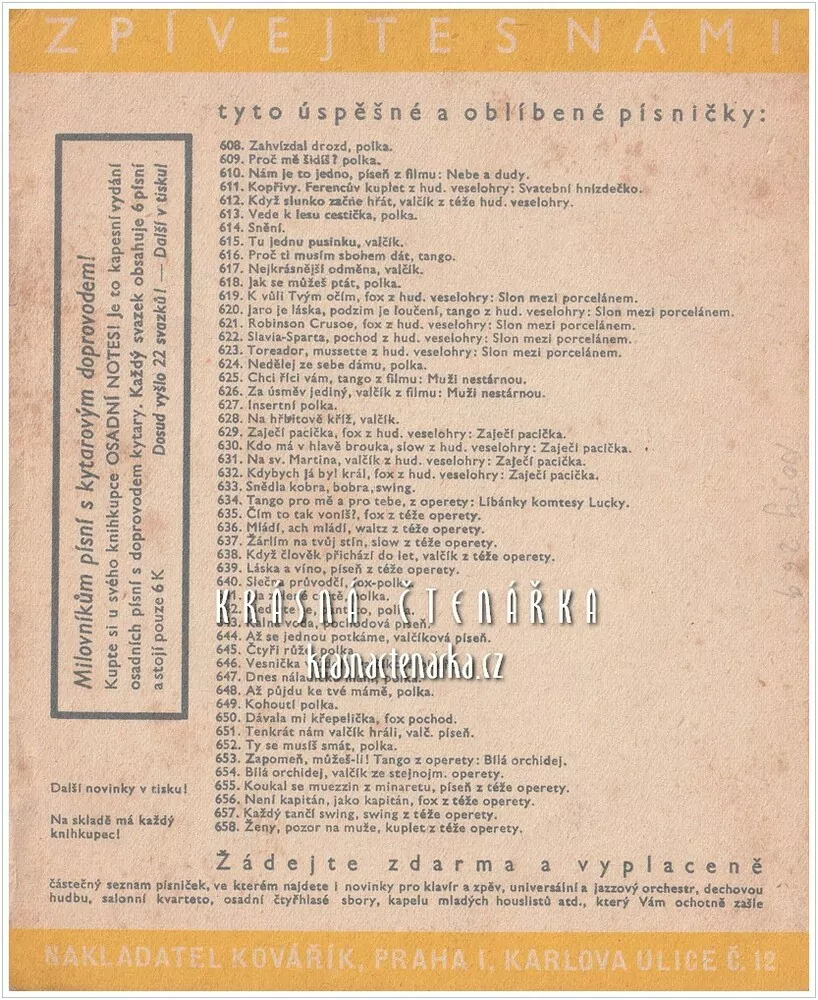 ZPÍVEJTE S NÁMI
tyto úspěšné a oblíbené písničky:
608. Zahvízdal drozd, polka.
609. Proč mě šidíš? polka.
610. Nám je to jedno, píseň z filmu: Nebe a dudy.
611. Kopřivy. Ferencův kuplet z hud. veselohry: Svatební hnízdečko.
612. Když slunko začne hřát, valčík z téže hud. veselohry.
613. Vede k lesu cestička, polka.
614. Snění.
615. Tu jednu pusinku, valčík.
616. Proč ti musím sbohem dát, tango.
617. Nejkrásnější odměna, valčík.
618. Jak se můžeš ptát, polka.
619. K vůli Tvým očím, fox z hud. veselohry: Slon mezi porcelánem.
620. Jaro je láska, podzim je loučení, tango z hud. veselohry: Slon mezi porcelánem.
621. Robinson Crusoe, fox z hud. veselohry: Slon mezi porcelánem.
622. Slavia-Sparta, pochod z hud. veselohry: Slon mezi porcelánem.
623. Toreador, mussette z hud. veselohry: Slon mezi porcelánem.
624. Nedělej ze sebe dámu, polka.
625. Chci říci vám, tango z filmu: Muži nestárnou.
626. Za úsměv jediný, valčík z filmu: Muži nestárnou.
627. Insertní polka.
628. Na hřbitově kříž, valčík.
629. Zaječí pacička, fox z hud. veselohry: Zaječí pacička.
630. Kdo má v hlavě brouka, slow z hud. veselohry: Zaječí pacička.
631. Na sv. Martina, valčík z hud. veselohry: Zaječí pacička.
632. Kdybych já byl král, fox z hud. veselohry: Zaječí pacička.
633. Snědla kobra, bobra, swing.
634. Tango pro mě a pro tebe, z operety: Líbánky komtesy Lucky.
635. Čím to tak voníš?, fox z téže operety.
636. Mládí, ach mládí, waltz z téže operety.
637. Žárlím na tvůj stín, slow z téže operety.
638. Když člověk přichází do let, valčík z téže operety.
639. Láska a víno, píseň z téže operety.
640. Slečna průvodčí, fox-polka
polka.
píseň.
644. Až se jednou potkáme, valčíková píseň.
645. Čtyři růže, polka
646. Vesnička
647. Dnes polka.
648. Až půjdu ke tvé mámě, polka.
649. Kohoutí polka.
650. Dávala mi křepelička, fox pochod.
651. Tenkrát nám valčík hráli, valč. píseň.
652. Ty se musíš smát, polka.
653. Zapomeň, můžeš-li! Tango z operety: Bílá orchidej.
654. Bílá orchidej, valčík ze stejnojm. operety.
655. Koukal se muezzin z minaretu, píseň z téže operety.
656. Není kapitán, jako kapitán, fox z téže operety.
657. Každý tančí swing, swing z téže operety.
658. Ženy, pozor na muže, kuplet z téže operety.
KRÁSNÁ ČTENÁŘKA
krasnactenarka.cz
Milovníkům písní s kytarovým doprovodem!
Kupte si u svého knihkupce OSADNÍ NOTES! Je to kapesní vydání
osadních písní s doprovodem kytary. Každý svazek obsahuje 6 písní
a stojí pouze 6 K Dosud vyšlo 22 svazků! — Další v tisku!
Další novinky v tisku!
Na skladě má každý
knihkupec!
Žádejte zdarma a vyplaceně
částečný seznam písniček, ve kterém najdete i novinky pro klavír a zpěv, universální a jazzový orchestr, dechovou
hudbu, salonní kvarteto, osadní čtyřhlasé sbory, kapelu mladých houslistů atd., který Vám ochotně zašle
NAKLADATEL KOVÁŘÍK, PRAHA I, KARLOVA ULICE Č. 12